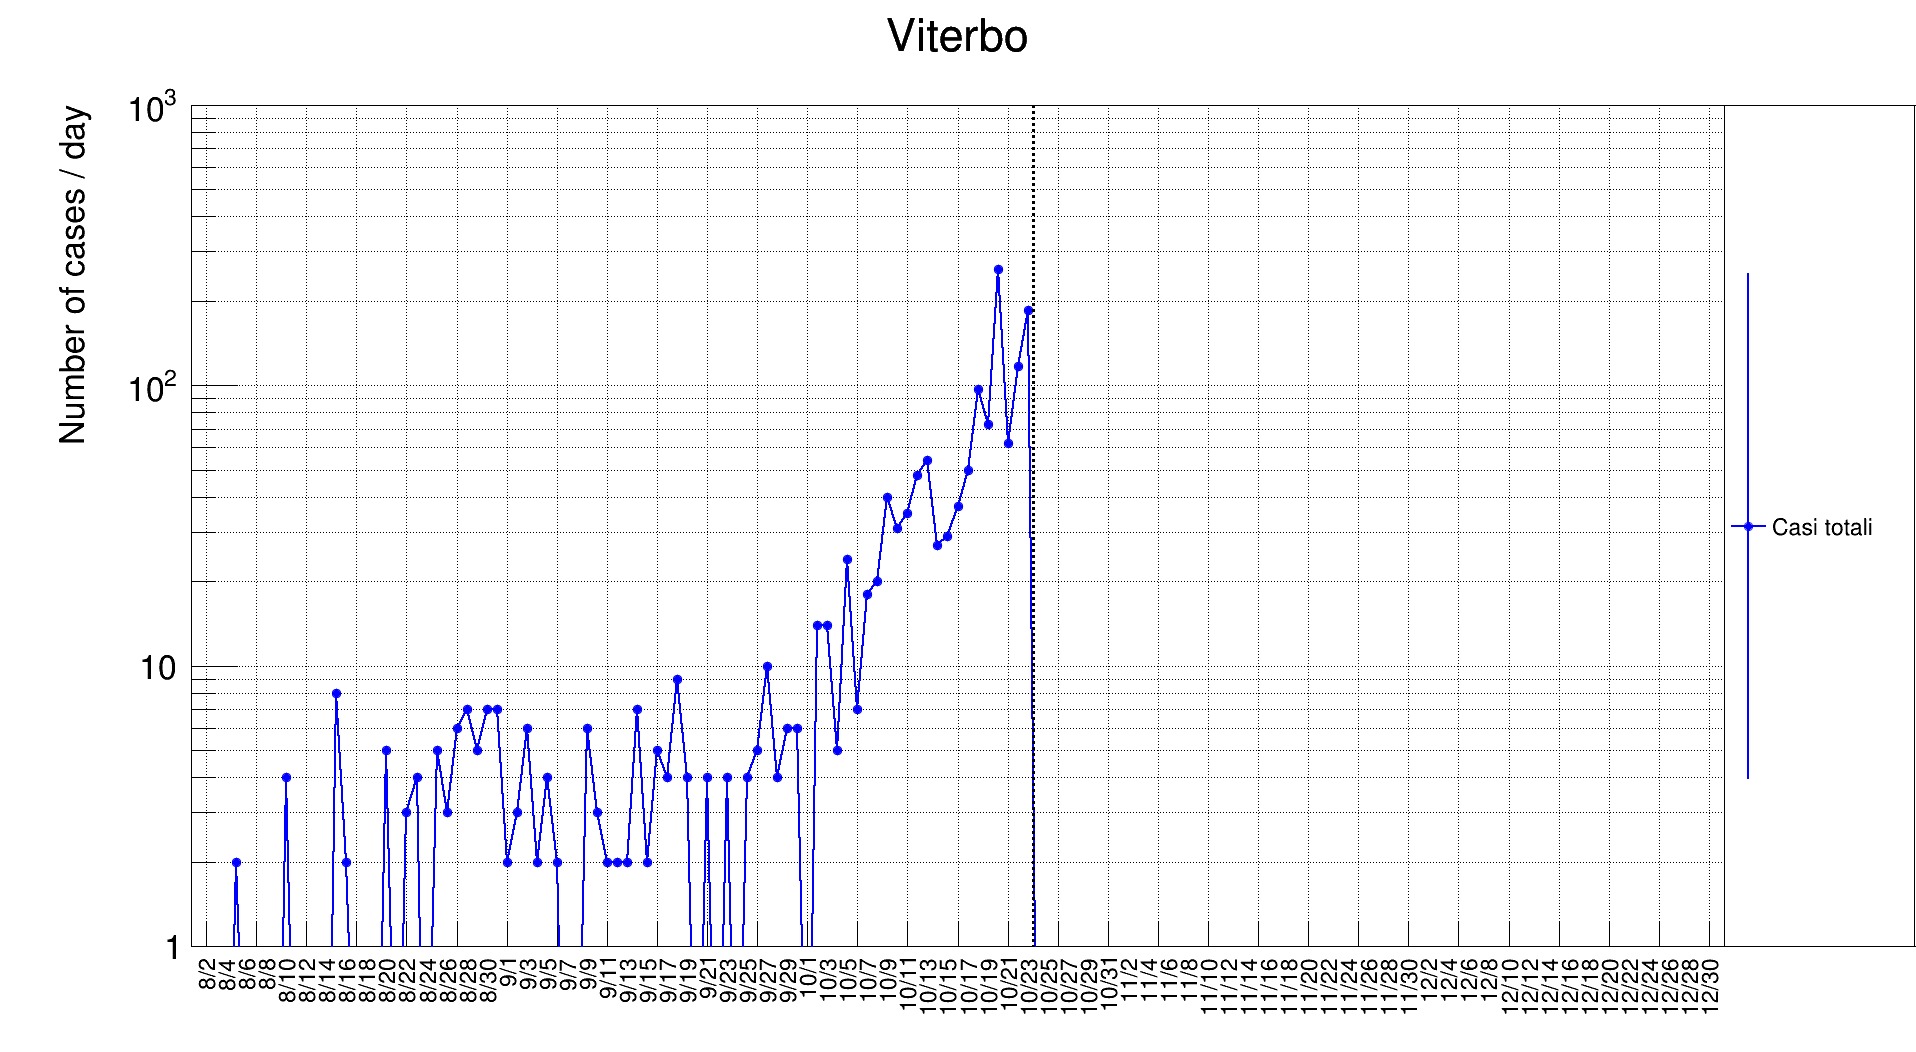 Viterbo
Number of cases / day
10³
10²
10
1
8/2 8/4 8/6 8/8 8/10 8/12 8/14 8/16 8/18 8/20 8/22 8/24 8/26 8/28 8/30 9/1 9/3 9/5 9/7 9/9 9/11 9/13 9/15 9/17 9/19 9/21 9/23 9/25 9/27 9/29 10/1 10/3 10/5 10/7 10/9 10/11 10/13 10/15 10/17 10/19 10/21 10/23 10/25 10/27 10/29 10/31 11/2 11/4 11/6 11/8 11/10 11/12 11/14 11/16 11/18 11/20 11/22 11/24 11/26 11/28 11/30 12/2 12/4 12/6 12/8 12/10 12/12 12/14 12/16 12/18 12/20 12/22 12/24 12/26 12/28 12/30
Casi totali